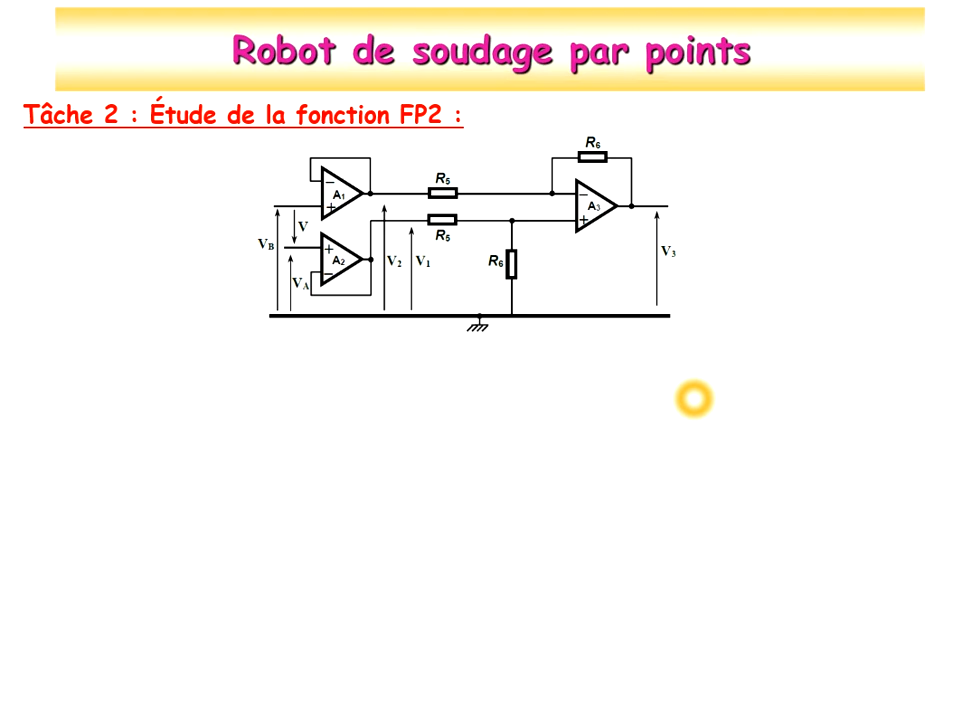 Robot de soudage par points
Tâche 2 : Étude de la fonction FP2 :
R6
R5
− A1 +
− A3 +
V
R5
VB
+ A2 −
V2
V1
R6
V3
VA